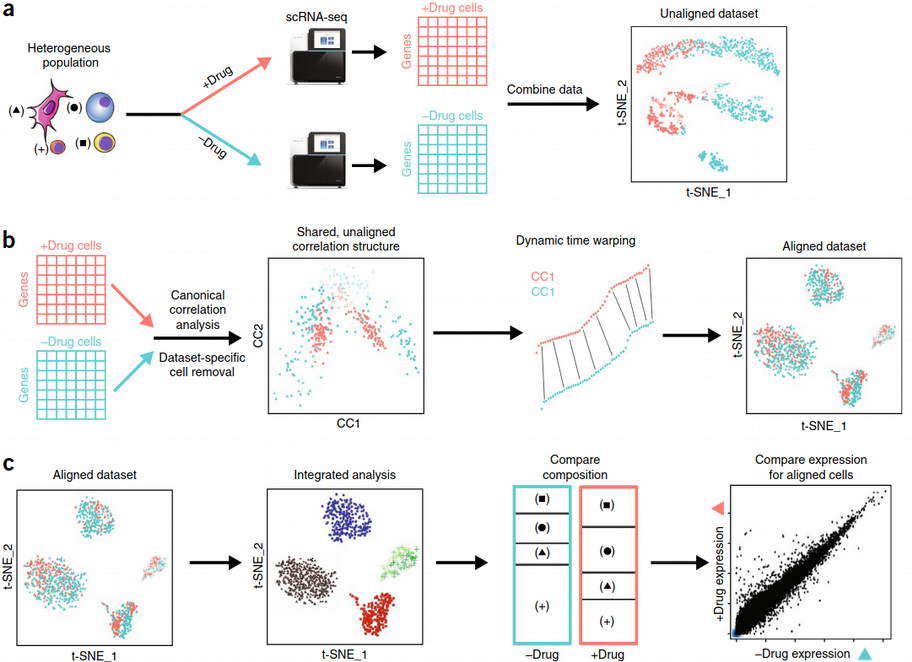 a
Heterogeneous
population
(▲)
(●)
(+)
(■)
+Drug
–Drug
scRNA-seq
+Drug cells
Genes
–Drug cells
Genes
Combine data
Unaligned dataset
t-SNE_2
t-SNE_1
b
+Drug cells
Genes
–Drug cells
Genes
Canonical
correlation
analysis
Dataset-specific
cell removal
Shared, unaligned
correlation structure
CC2
CC1
Dynamic time warping
CC1
CC1
Aligned dataset
t-SNE_2
t-SNE_1
c
Aligned dataset
t-SNE_2
t-SNE_1
Integrated analysis
t-SNE_2
t-SNE_1
Compare
composition
(■)
(●)
(▲)
(+)
–Drug
(■)
(●)
(▲)
(+)
+Drug
Compare expression
for aligned cells
+Drug expression
–Drug expression